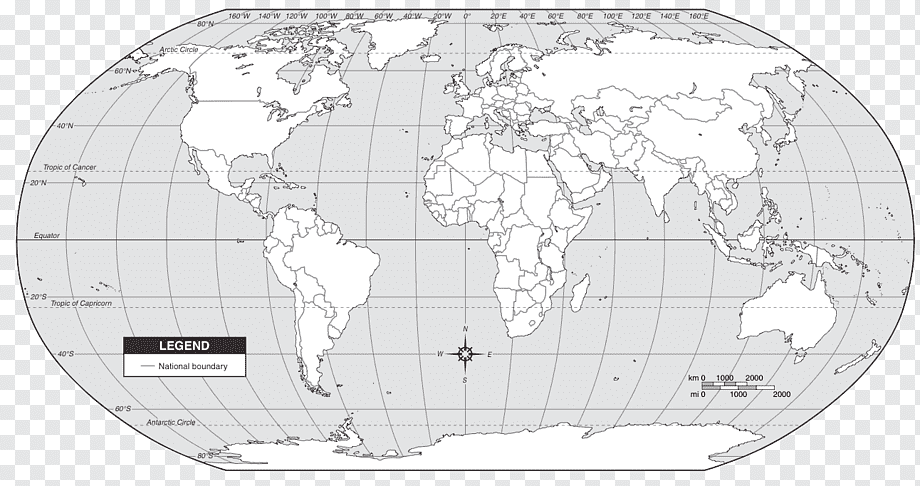 160°W 140°W 120°W 100°W 80°W 60°W 40°W 20°W 0° 20°E 40°E 60°E 80°E 100°E 120°E 140°E 160°E
80°N
Arctic Circle
60°N
40°N
Tropic of Cancer
20°N
Equator
20°S
Tropic of Capricorn
N
W E
S
LEGEND
National boundary
40°S
km 0 1000 2000
mi 0 1000 2000
60°S
Antarctic Circle
80°S